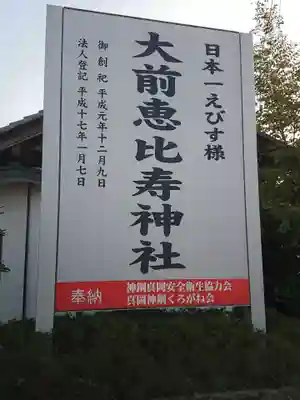 日本一えびす様
大前恵比寿神社
御創祀 平成元年十二月九日
法人登記 平成十七年一月七日
奉納
神鋼真岡安全衛生協力会
真岡神鋼くろがね会